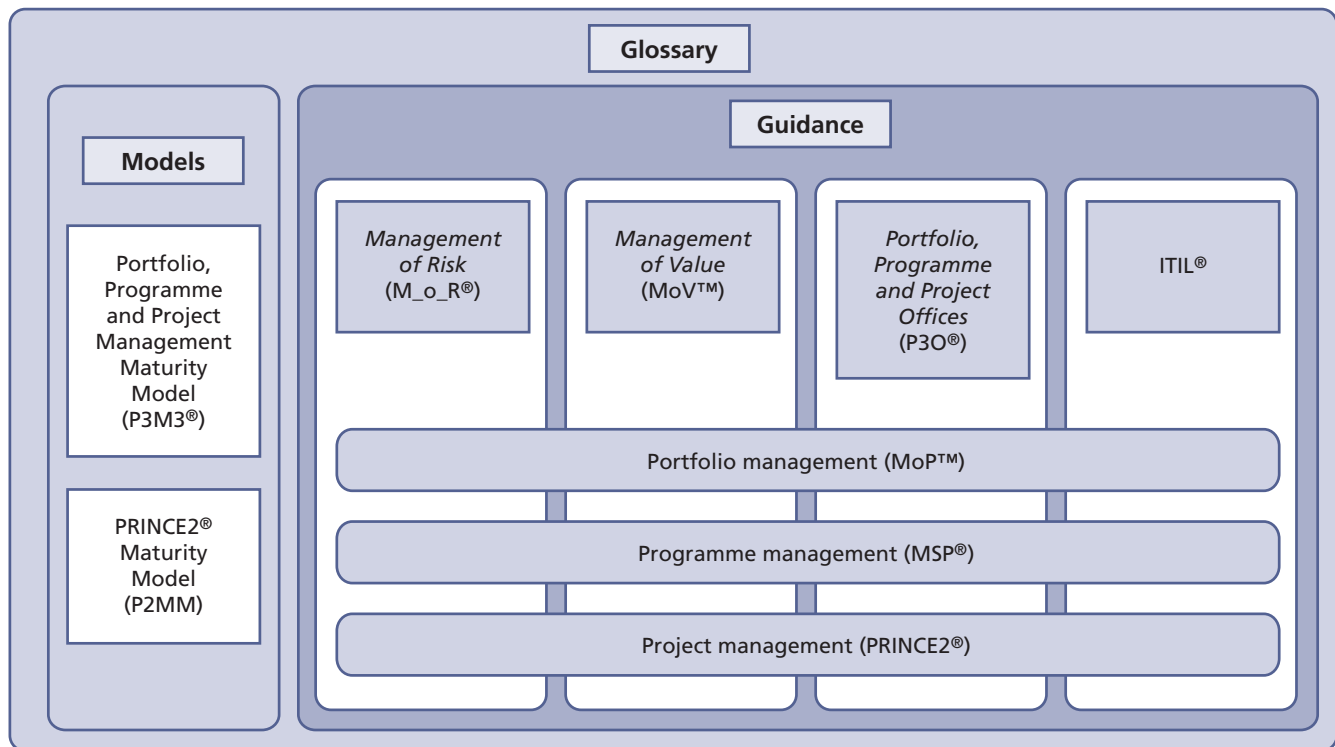 Glossary
Models
Portfolio,
Programme
and Project
Management
Maturity
Model
(P3M3®)
PRINCE2®
Maturity
Model
(P2MM)
Guidance
Management
of Risk
(M_o_R®)
Management
of Value
(MoV™)
Portfolio,
Programme
and Project
Offices
(P3O®)
ITIL®
Portfolio management (MoP™)
Programme management (MSP®)
Project management (PRINCE2®)